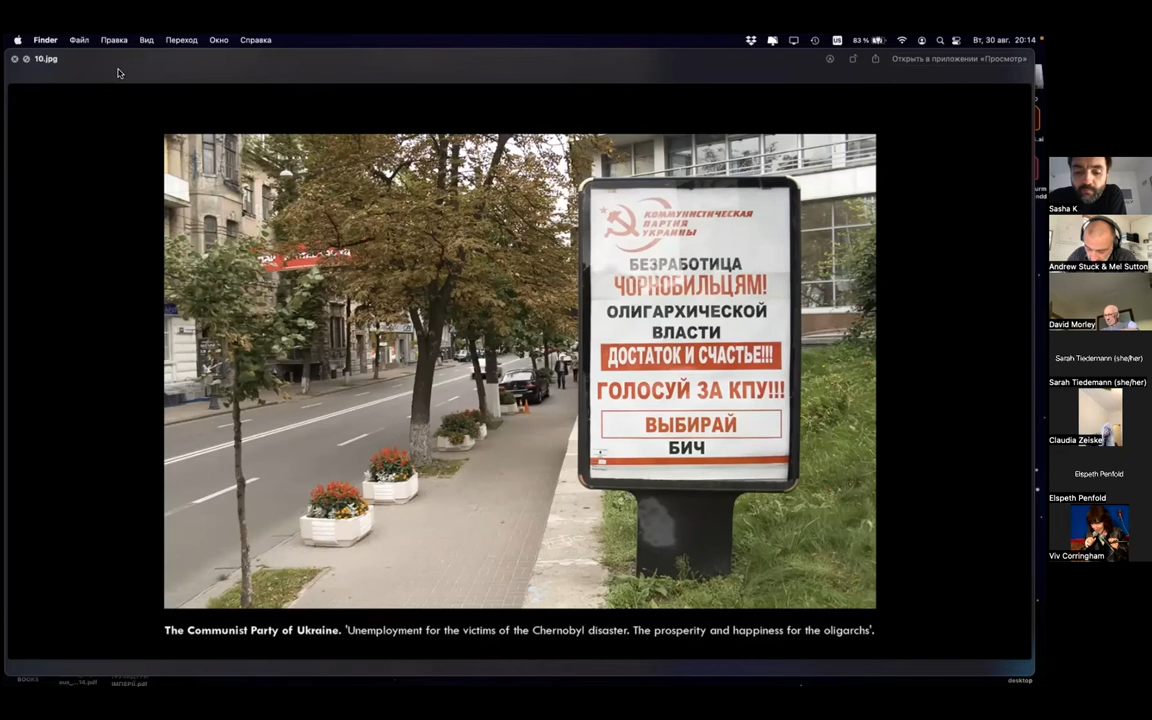 Finder Файл Правка Вид Переход Окно Справка
83 %
US
Вт, 30 авг. 20:14
10.jpg
Открыть в приложении «Просмотр»
КОММУНИСТИЧЕСКАЯ
ПАРТИЯ
УКРАИНЫ
БЕЗРАБОТИЦА
ЧОРНОБИЛЬЦЯМ!
ОЛИГАРХИЧЕСКОЙ
ВЛАСТИ
ДОСТАТОК И СЧАСТЬЕ!!!
ГОЛОСУЙ ЗА КПУ!!!
ВЫБИРАЙ
БИЧ
The Communist Party of Ukraine. 'Unemployment for the victims of the Chernobyl disaster. The prosperity and happiness for the oligarchs'.
BOOKS
desktop
Sasha K
Andrew Stuck & Mel Sutton
David Morley
Sarah Tiedemann (she/her)
Sarah Tiedemann (she/her)
Claudia Zeiske
Elspeth Penfold
Elspeth Penfold
Viv Corringham